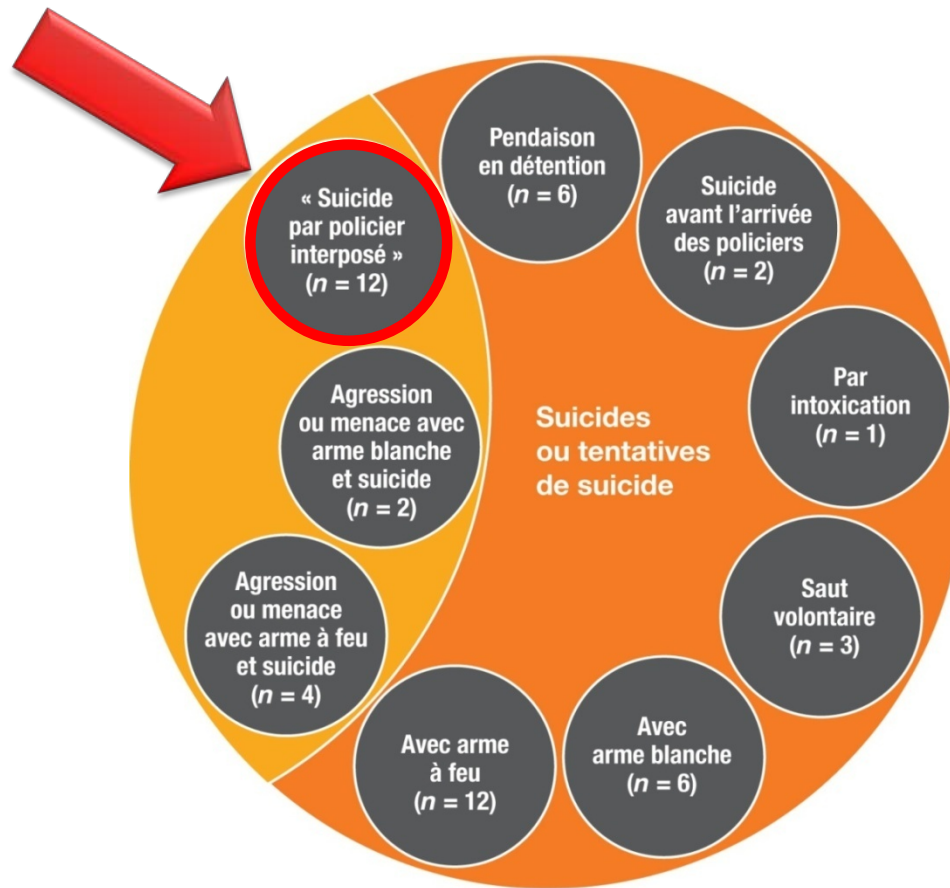 « Suicide
par policier
interposé »
(n = 12)
Pendaison
en détention
(n = 6)
Suicide
avant l’arrivée
des policiers
(n = 2)
Par
intoxication
(n = 1)
Saut
volontaire
(n = 3)
Avec
arme blanche
(n = 6)
Avec arme
à feu
(n = 12)
Agression
ou menace
avec arme à feu
et suicide
(n = 4)
Agression
ou menace avec
arme blanche
et suicide
(n = 2)
Suicides
ou tentatives
de suicide